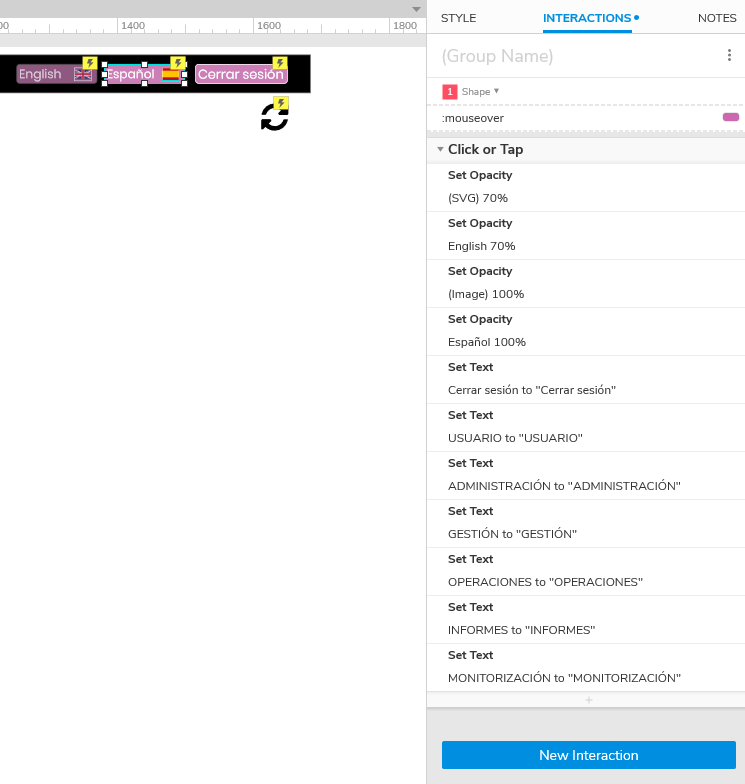 STYLE INTERACTIONS NOTES
00 1400 1600 1800
(Group Name)
English Español Cerrar sesión
1 Shape
:mouseover
Click or Tap
Set Opacity
(SVG) 70%
Set Opacity
English 70%
Set Opacity
(Image) 100%
Set Opacity
Español 100%
Set Text
Cerrar sesión to "Cerrar sesión"
Set Text
USUARIO to "USUARIO"
Set Text
ADMINISTRACIÓN to "ADMINISTRACIÓN"
Set Text
GESTIÓN to "GESTIÓN"
Set Text
OPERACIONES to "OPERACIONES"
Set Text
INFORMES to "INFORMES"
Set Text
MONITORIZACIÓN to "MONITORIZACIÓN"
+
New Interaction